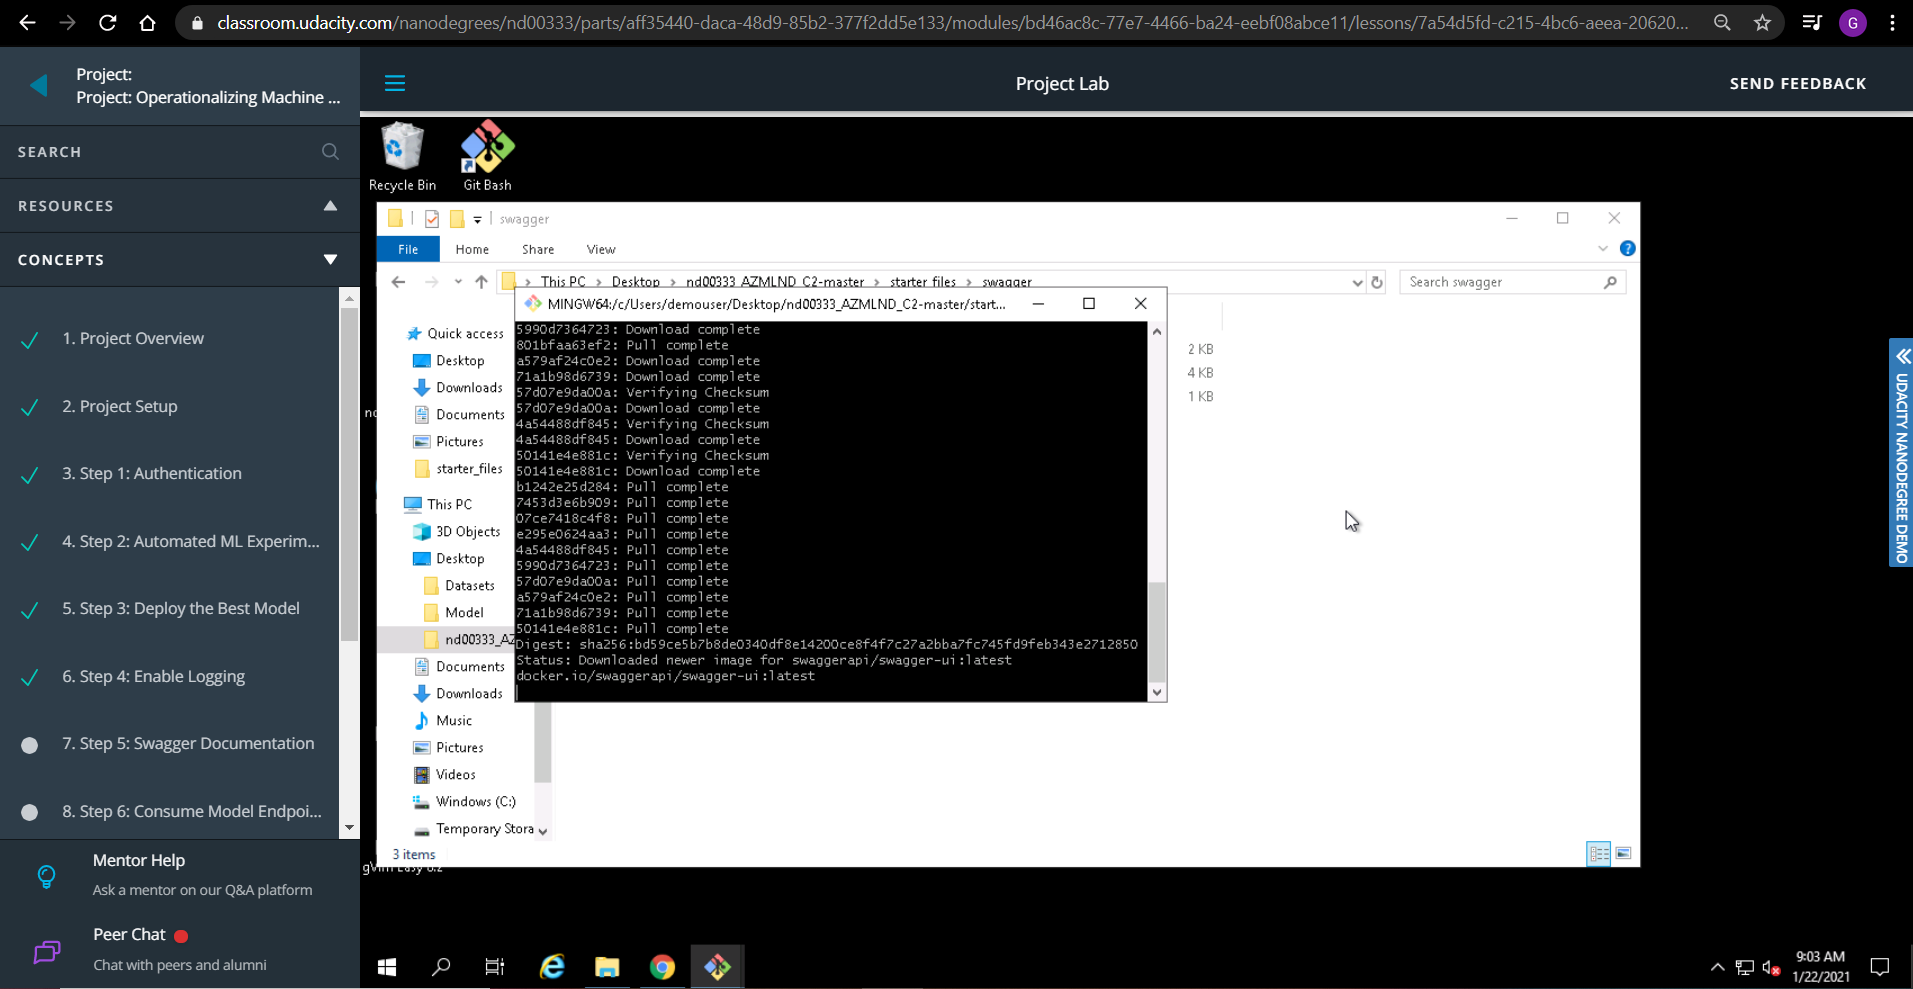 classroom.udacity.com/nanodegrees/nd00333/parts/aff35440-daca-48d9-85b2-377f2dd5e133/modules/bd46ac8c-77e7-4466-ba24-eebf08abce11/lessons/7a54d5fd-c215-4bc6-aeea-20620...
G
Project:
Project: Operationalizing Machine ...
Project Lab
SEND FEEDBACK
SEARCH
RESOURCES
CONCEPTS
1. Project Overview
2. Project Setup
3. Step 1: Authentication
4. Step 2: Automated ML Experim...
5. Step 3: Deploy the Best Model
6. Step 4: Enable Logging
7. Step 5: Swagger Documentation
8. Step 6: Consume Model Endpoi...
Mentor Help
Ask a mentor on our Q&A platform
Peer Chat
Chat with peers and alumni
Recycle Bin
Git Bash
swagger
File
Home
Share
View
This PC > Desktop > nd00333_AZMLND_C2-master > starter_files > swagger
Search swagger
Quick access
Desktop
Downloads
Documents
Pictures
starter_files
This PC
3D Objects
Desktop
Datasets
Model
nd00333_AZ
Documents
Downloads
Music
Pictures
Videos
Windows (C:)
Temporary Stora
3 items
2 KB
4 KB
1 KB
MINGW64:/c/Users/demouser/Desktop/nd00333_AZMLND_C2-master/start...
5990d7364723: Download complete
801bfaa63ef2: Pull complete
a579af24c0e2: Download complete
71a1b98d6739: Download complete
57d07e9da00a: Verifying Checksum
57d07e9da00a: Download complete
4a54488df845: Verifying Checksum
4a54488df845: Download complete
50141e4e881c: Verifying Checksum
50141e4e881c: Download complete
b1242e25d284: Pull complete
7453d3e6b909: Pull complete
07ce7418c4f8: Pull complete
e295e0624aa3: Pull complete
4a54488df845: Pull complete
5990d7364723: Pull complete
57d07e9da00a: Pull complete
a579af24c0e2: Pull complete
71a1b98d6739: Pull complete
50141e4e881c: Pull complete
Digest: sha256:bd59ce5b7b8de0340df8e14200ce8f4f7c27a2bba7fc745fd9feb343e2712850
Status: Downloaded newer image for swaggerapi/swagger-ui:latest
docker.io/swaggerapi/swagger-ui:latest
UDACITY NANODEGREE DEMO
9:03 AM
1/22/2021